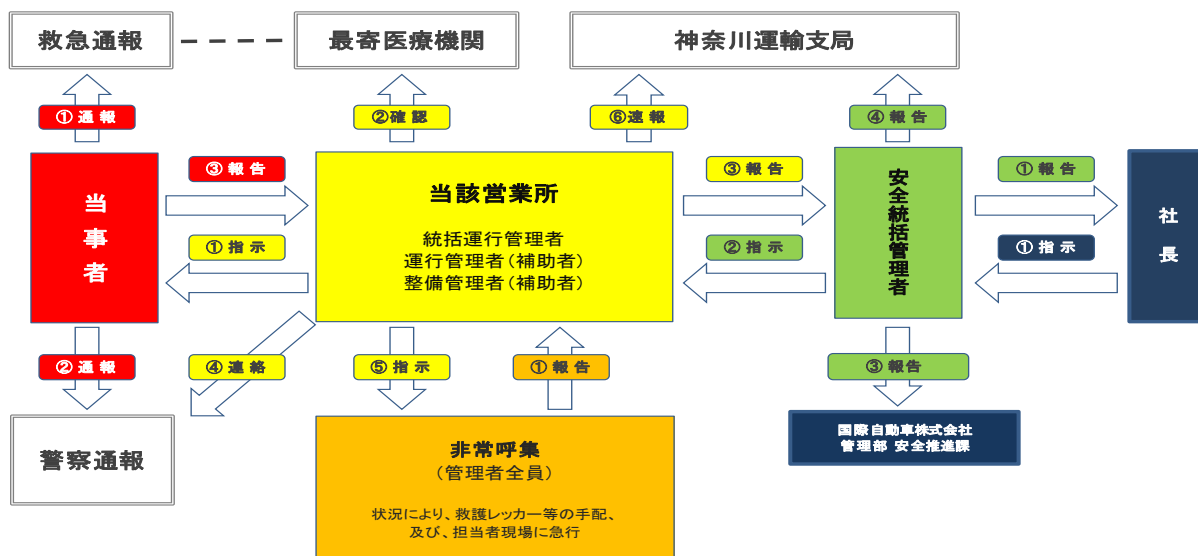 救急通報
最寄医療機関
神奈川運輸支局
①通報
②確認
⑥速報
④報告
当事者
③報告
①指示
当該営業所
統括運行管理者
運行管理者(補助者)
整備管理者(補助者)
③報告
②指示
安全統括管理者
①報告
①指示
社長
②通報
④連絡
⑤指示
①報告
③報告
警察通報
非常呼集
(管理者全員)
状況により、救護レッカー等の手配、
及び、担当者現場に急行
国際自動車株式会社
管理部 安全推進課